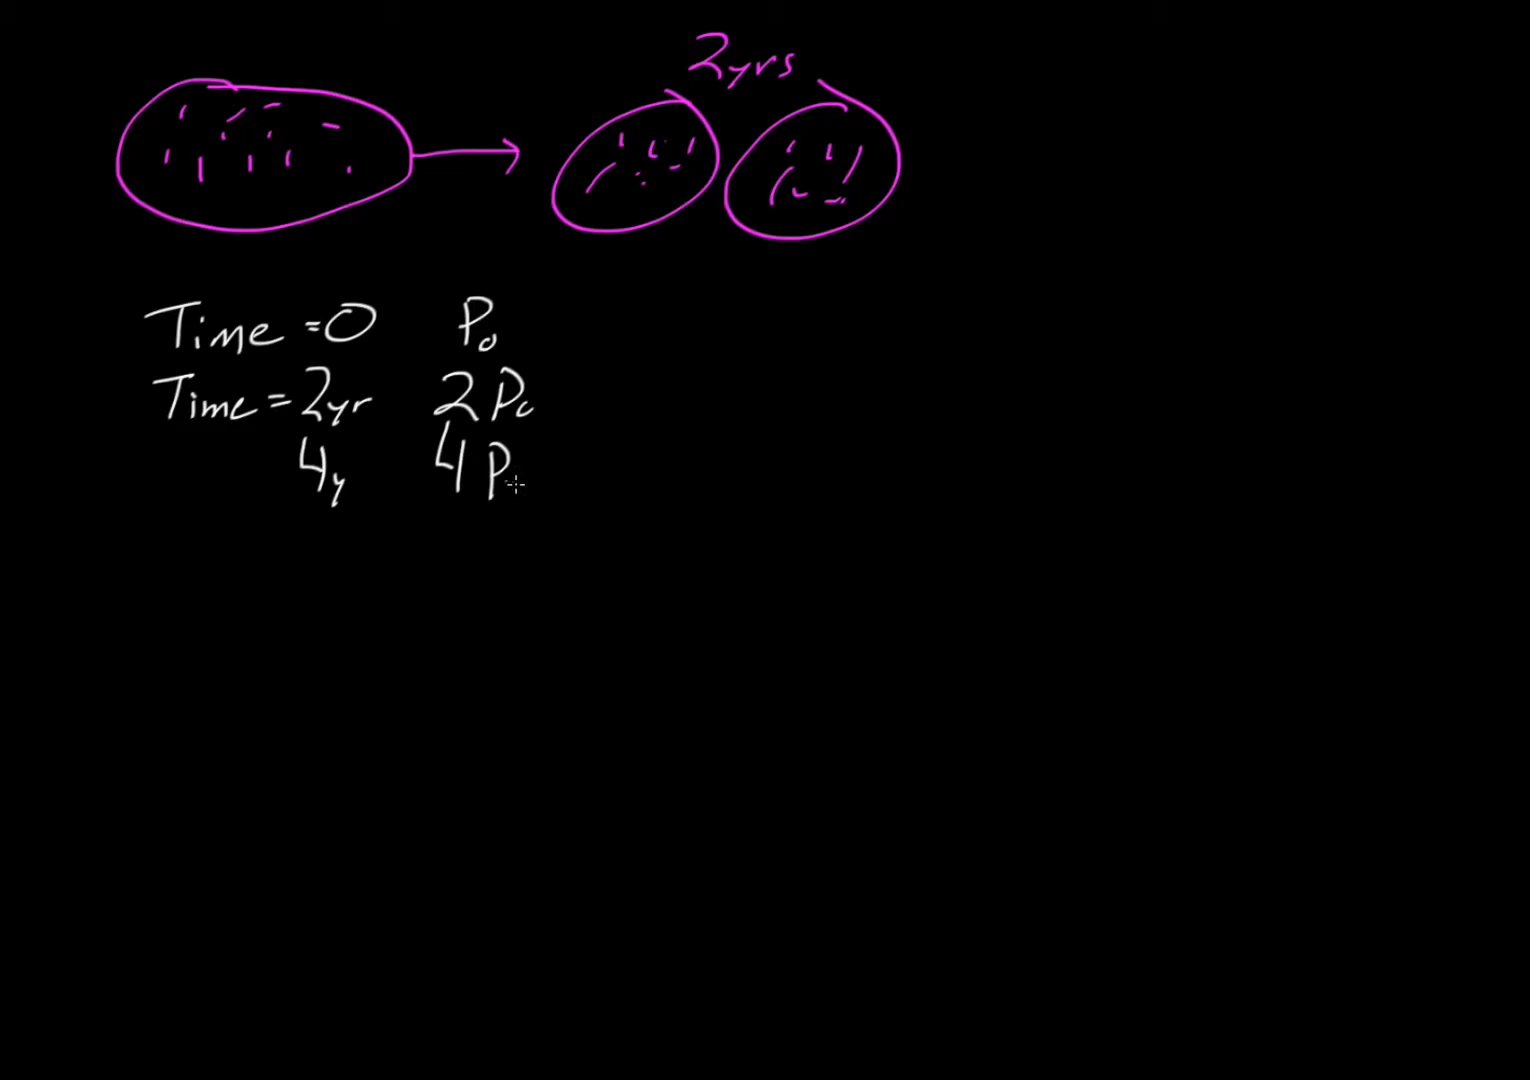 2yrs
Time = 0 P₀
Time = 2yr 2P₀
4y 4P